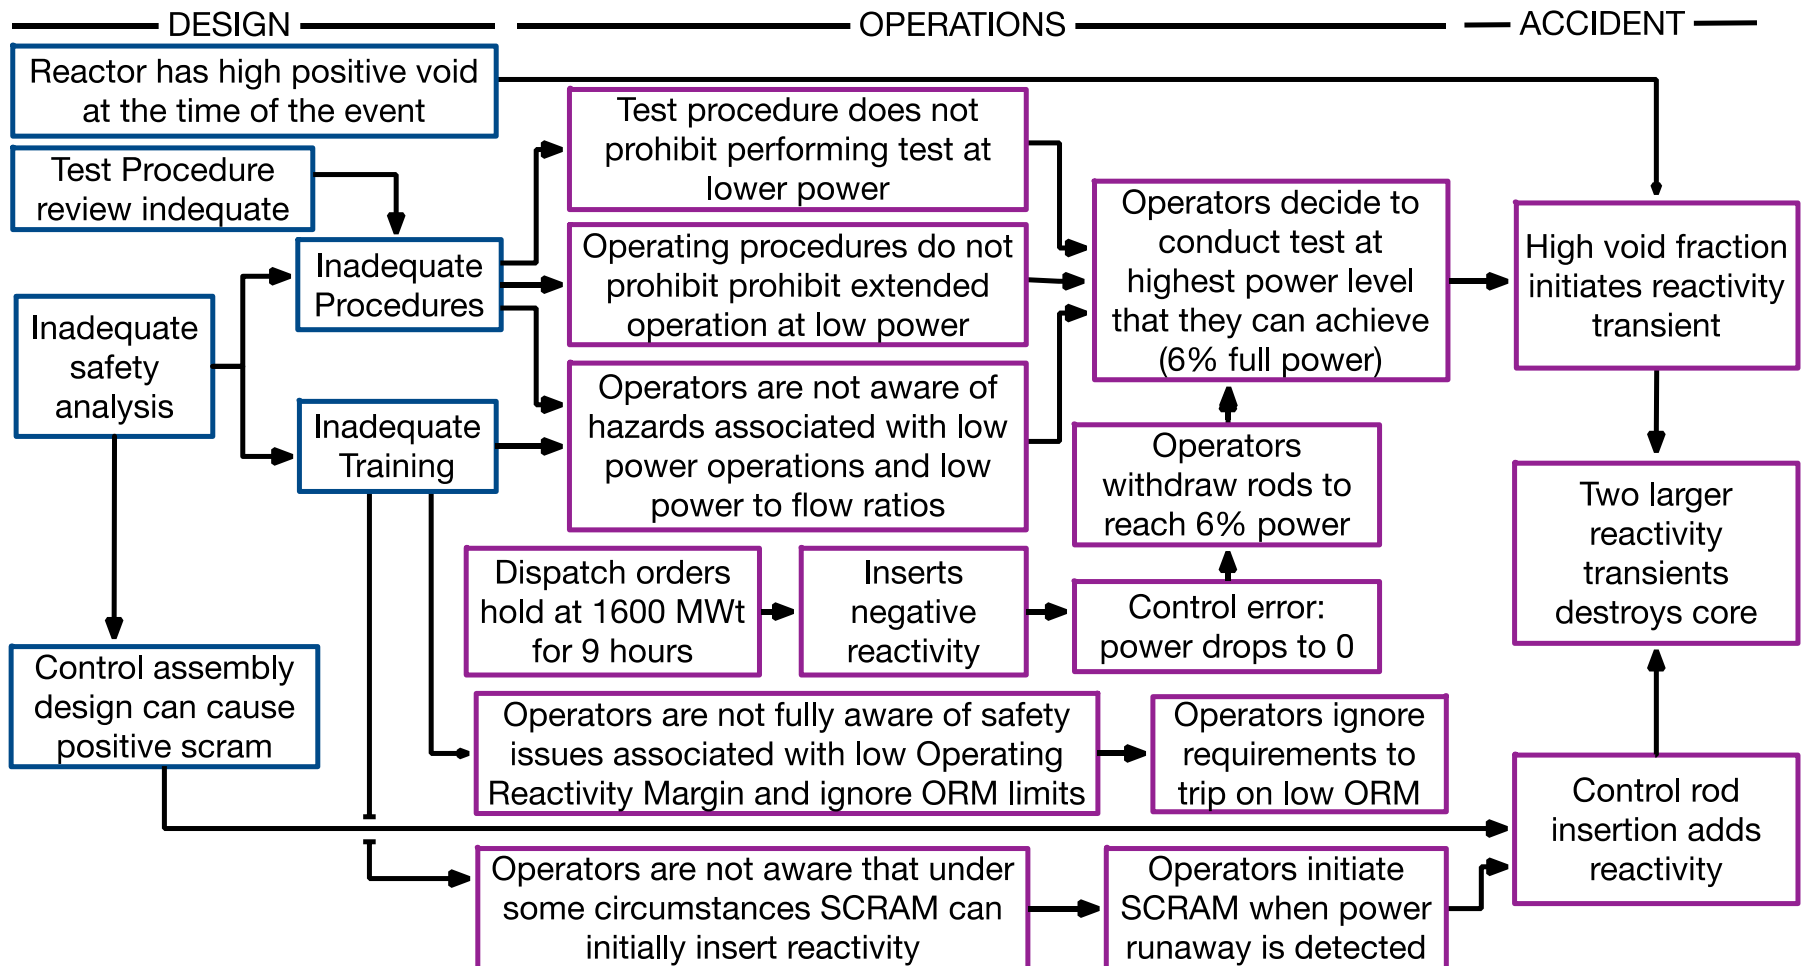 DESIGN
OPERATIONS
ACCIDENT
Reactor has high positive void
at the time of the event
Test Procedure
review indequate
Inadequate
safety
analysis
Control assembly
design can cause
positive scram
Inadequate
Procedures
Inadequate
Training
Test procedure does not
prohibit performing test at
lower power
Operating procedures do not
prohibit prohibit extended
operation at low power
Operators are not aware of
hazards associated with low
power operations and low
power to flow ratios
Dispatch orders
hold at 1600 MWt
for 9 hours
Inserts
negative
reactivity
Control error:
power drops to 0
Operators
withdraw rods to
reach 6% power
Operators decide to
conduct test at
highest power level
that they can achieve
(6% full power)
Operators are not fully aware of safety
issues associated with low Operating
Reactivity Margin and ignore ORM limits
Operators ignore
requirements to
trip on low ORM
Operators are not aware that under
some circumstances SCRAM can
initially insert reactivity
Operators initiate
SCRAM when power
runaway is detected
High void fraction
initiates reactivity
transient
Two larger
reactivity
transients
destroys core
Control rod
insertion adds
reactivity